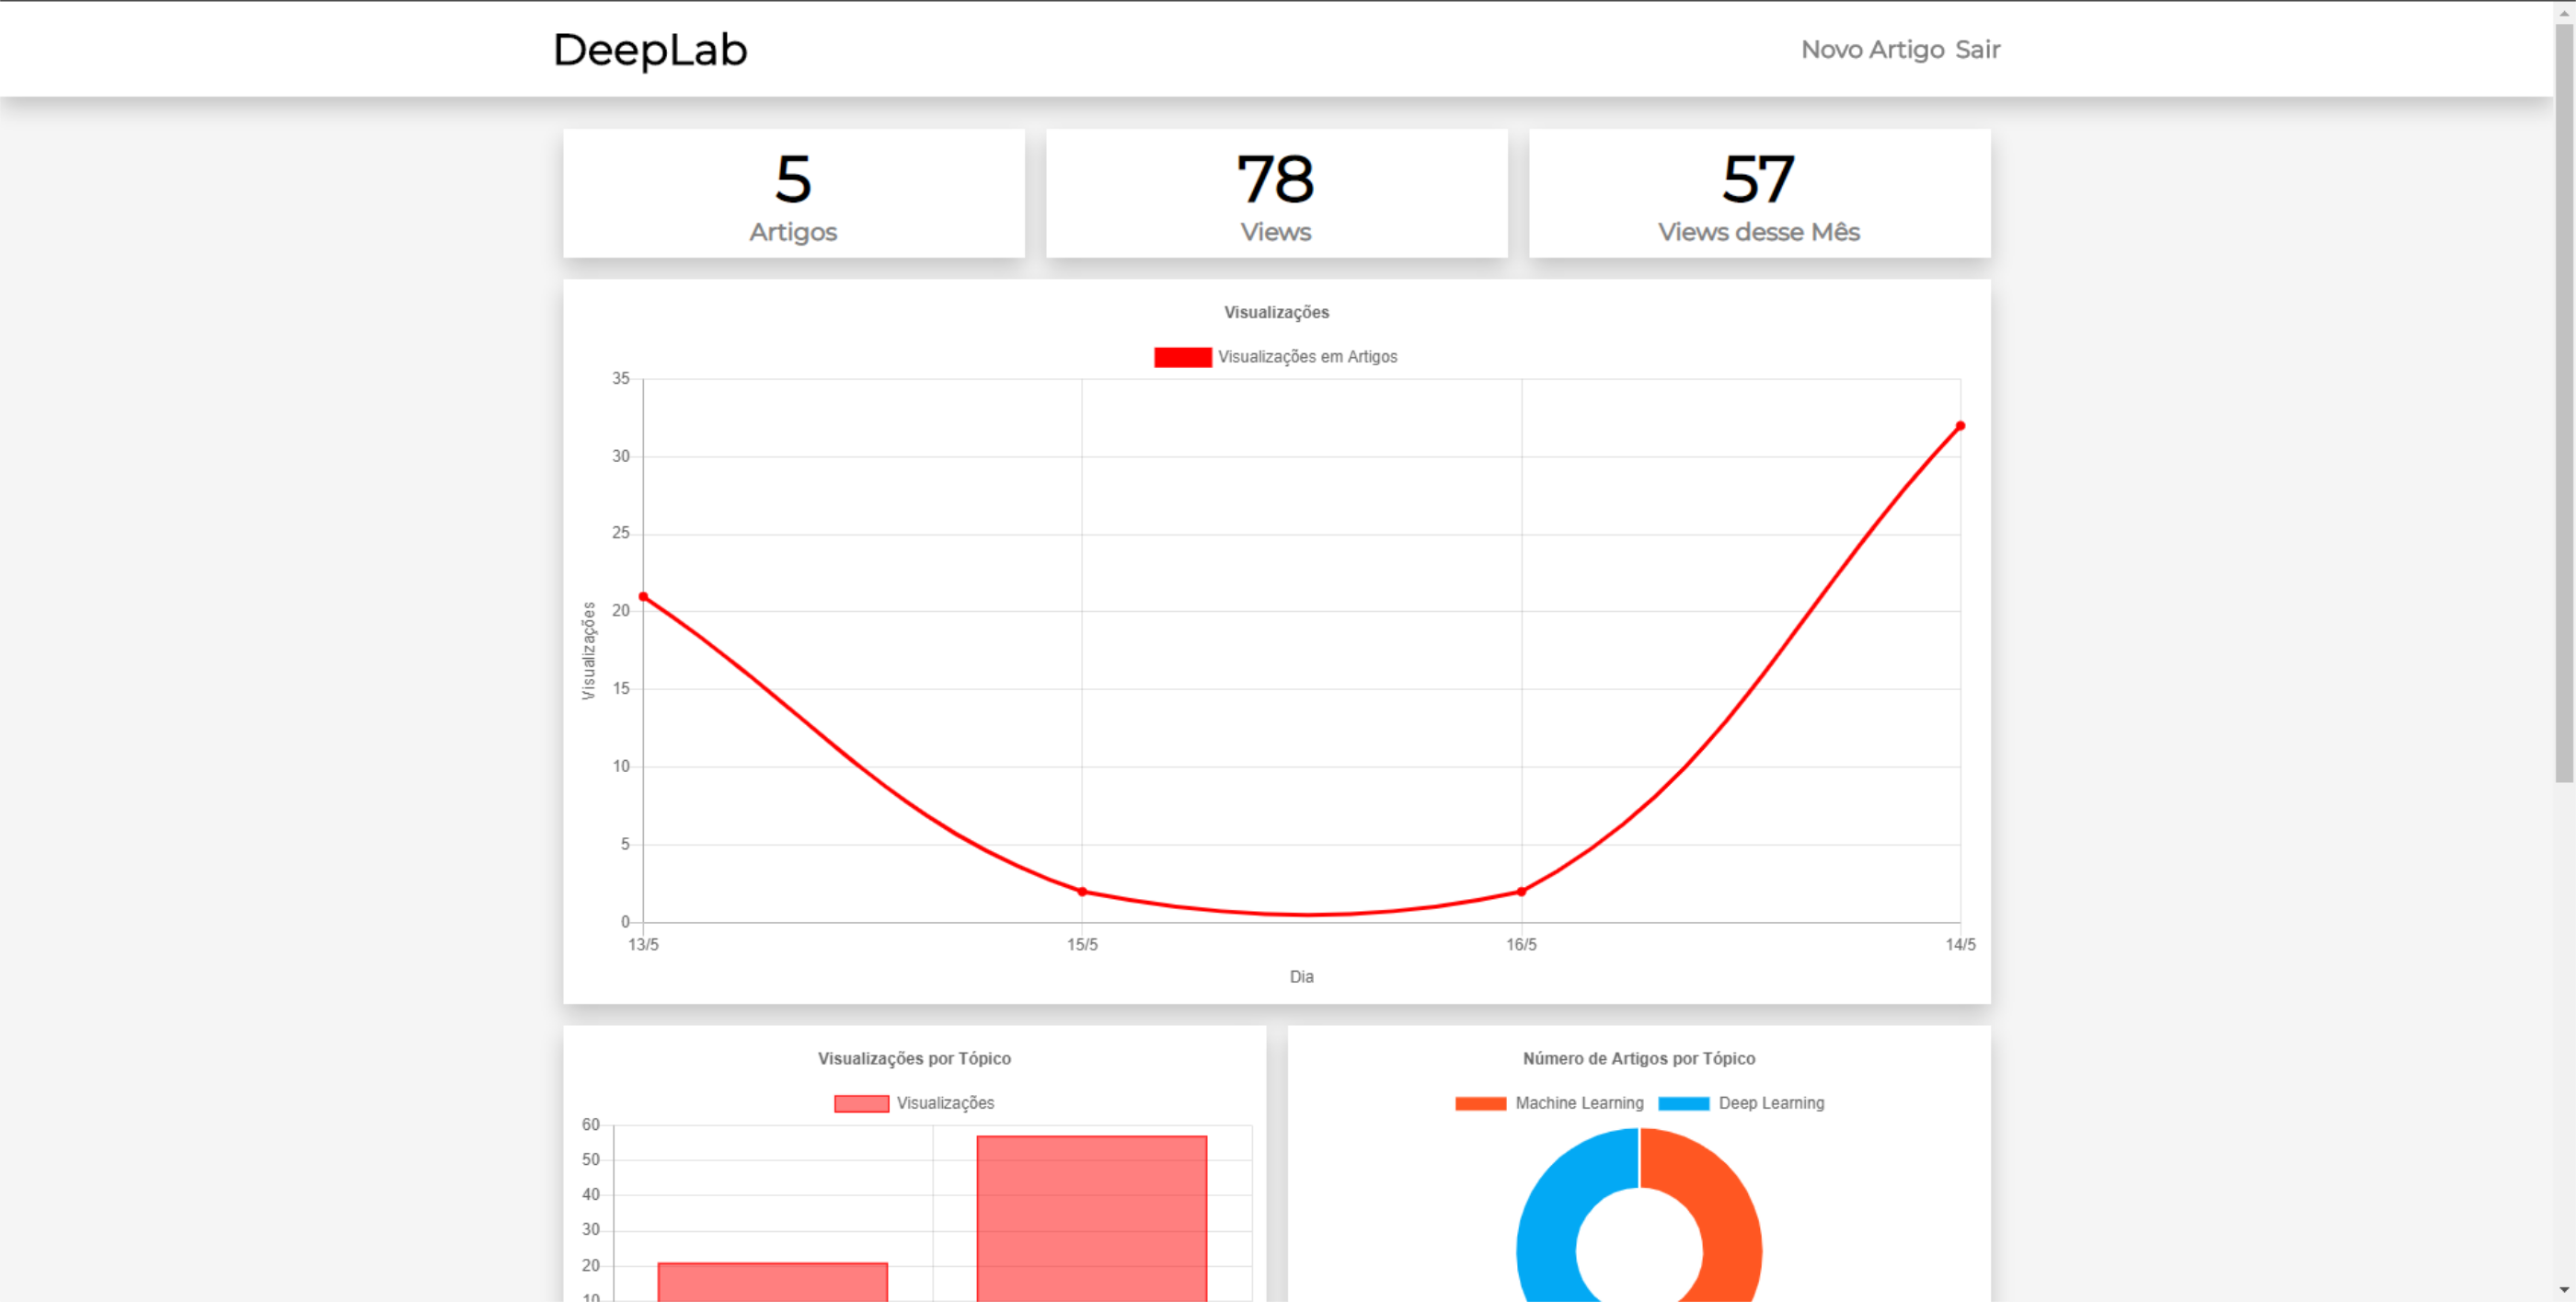 DeepLab
Novo Artigo Sair
5
Artigos
78
Views
57
Views desse Mês
Visualizações
Visualizações em Artigos
35
30
25
20
15
10
5
0
Visualizações
13/5 15/5 16/5 14/5
Dia
Visualizações por Tópico
Visualizações
60
50
40
30
20
10
Número de Artigos por Tópico
Machine Learning Deep Learning